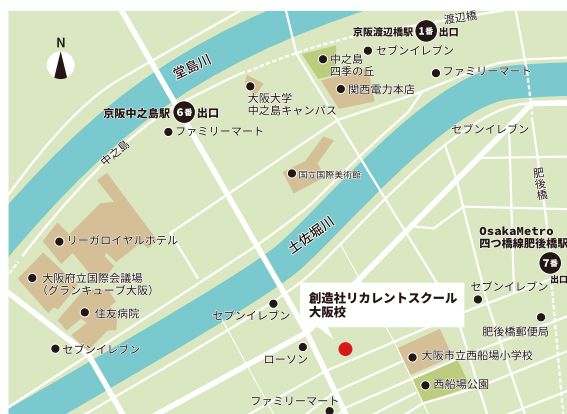 渡辺橋
京阪渡辺橋駅 1番 出口
N
セブンイレブン
堂島川
中之島
四季の丘
ファミリーマート
関西電力本店
大阪大学
中之島キャンパス
京阪中之島駅 6番 出口
ファミリーマート
セブンイレブン
中之島
国立国際美術館
肥後橋
土佐堀川
OsakaMetro
四つ橋線肥後橋駅
7番
出口
リーガロイヤルホテル
大阪府立国際会議場
（グランキューブ大阪）
住友病院
セブンイレブン
セブンイレブン
創造社リカレントスクール
大阪校
セブンイレブン
肥後橋郵便局
ローソン
大阪市立西船場小学校
西船場公園
ファミリーマート